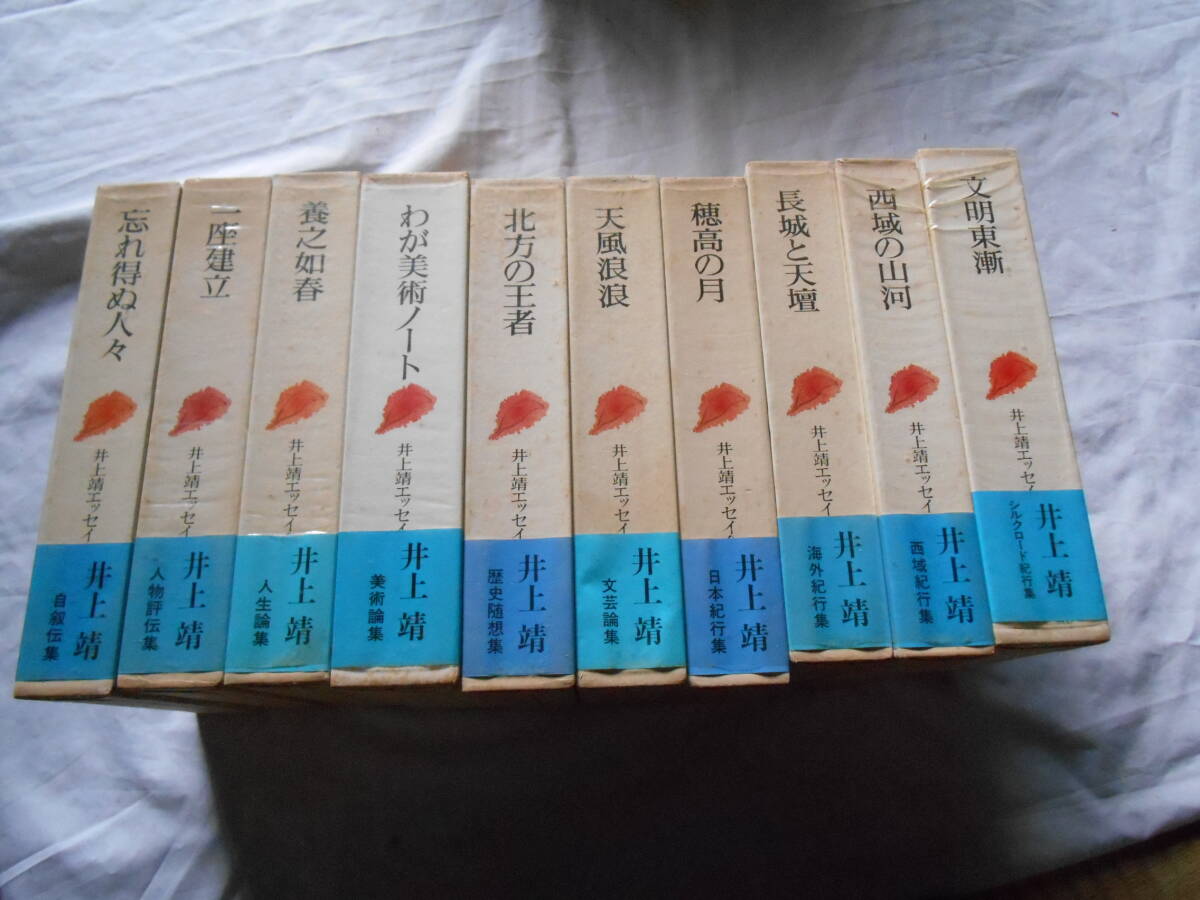 忘れ得ぬ人々
井上靖エッセイ
井上 靖
自叙伝集
一座建立
井上靖エッセイ
井上 靖
人物評伝集
養之如春
井上靖エッセイ
井上 靖
人生論集
わが美術ノート
井上靖エッセイ
井上 靖
美術論集
北方の王者
井上靖エッセイ
井上 靖
歴史随想集
天風浪浪
井上靖エッセイ
井上 靖
文芸論集
穂高の月
井上靖エッセイ
井上 靖
日本紀行集
長城と天壇
井上靖エッセイ
井上 靖
海外紀行集
西域の山河
井上靖エッセイ
井上 靖
西域紀行集
文明東漸
井上靖エッセイ
井上 靖
シルクロード紀行集